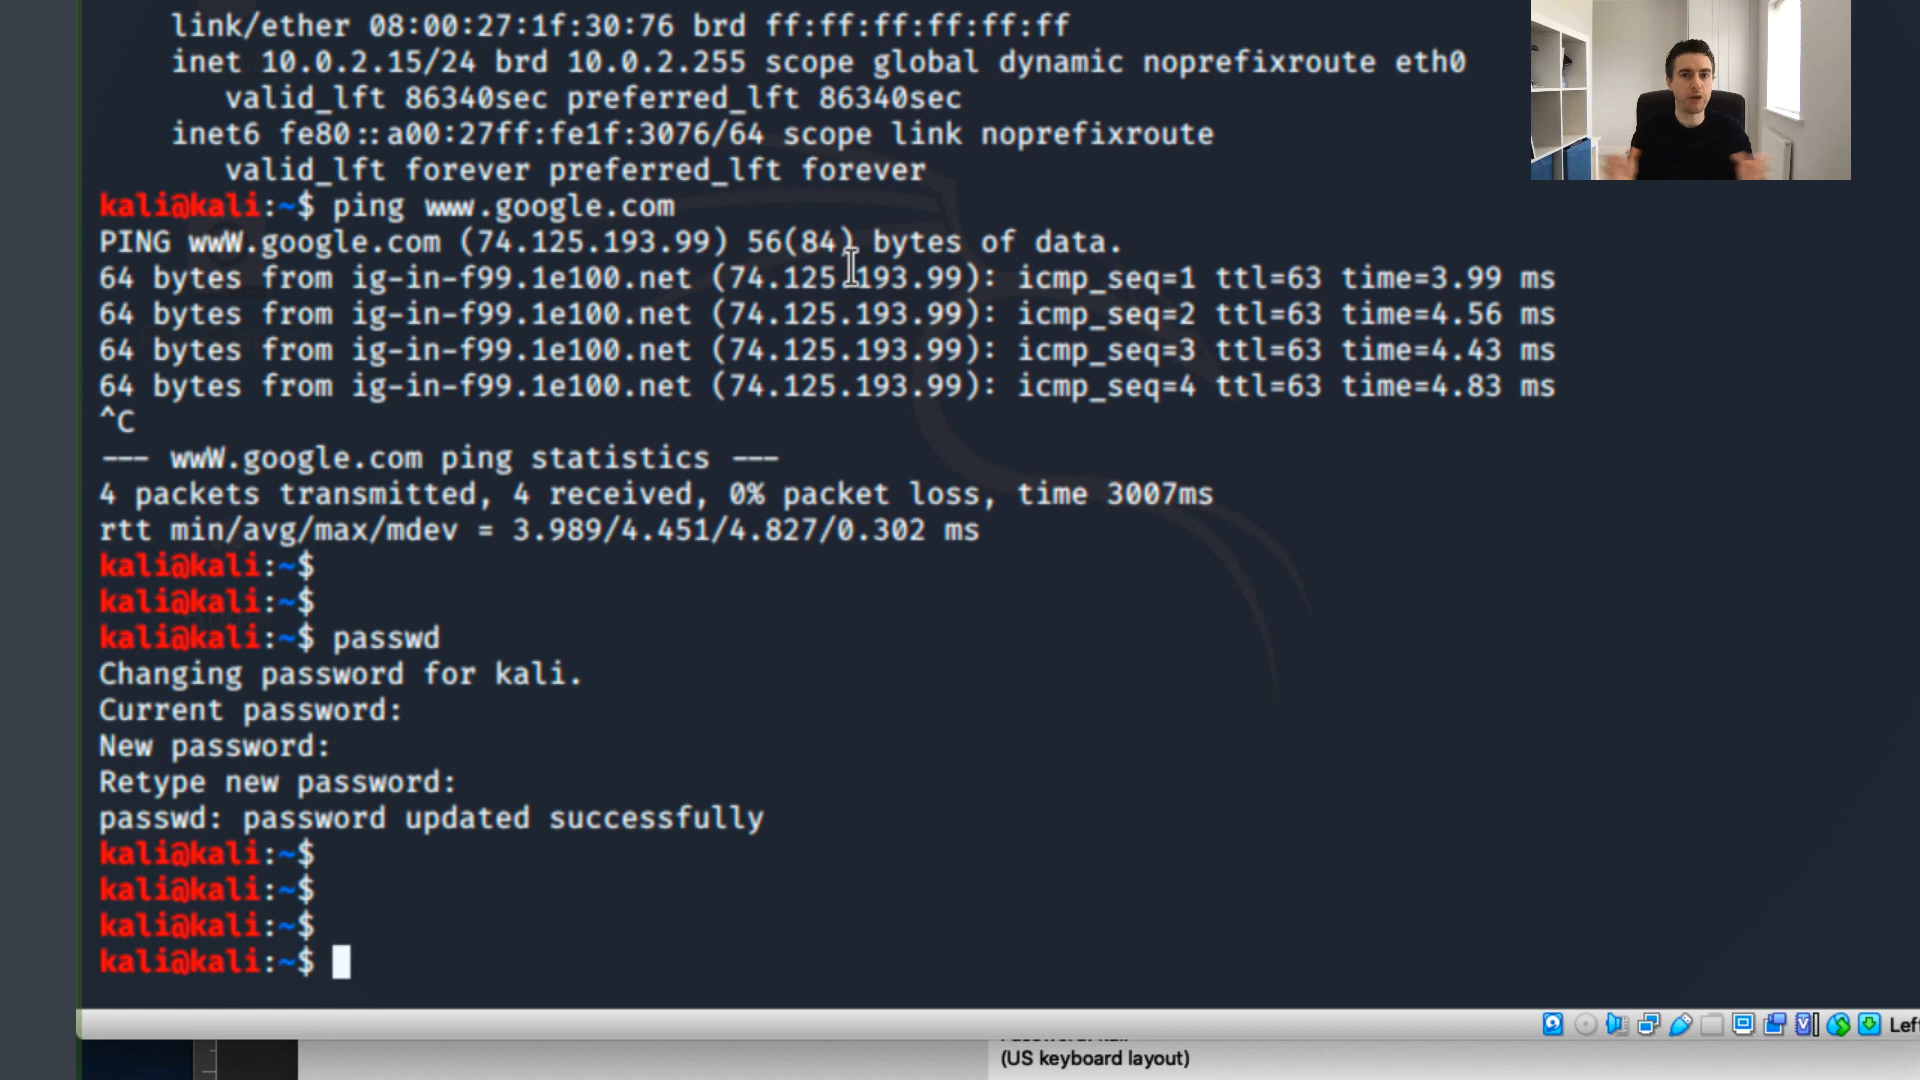 link/ether 08:00:27:1f:30:76 brd ff:ff:ff:ff:ff:ff
inet 10.0.2.15/24 brd 10.0.2.255 scope global dynamic noprefixroute eth0
valid_lft 86340sec preferred_lft 86340sec
inet6 fe80::a00:27ff:fe1f:3076/64 scope link noprefixroute
valid_lft forever preferred_lft forever
kali@kali:~$ ping www.google.com
PING wwW.google.com (74.125.193.99) 56(84) bytes of data.
64 bytes from ig-in-f99.1e100.net (74.125.193.99): icmp_seq=1 ttl=63 time=3.99 ms
64 bytes from ig-in-f99.1e100.net (74.125.193.99): icmp_seq=2 ttl=63 time=4.56 ms
64 bytes from ig-in-f99.1e100.net (74.125.193.99): icmp_seq=3 ttl=63 time=4.43 ms
64 bytes from ig-in-f99.1e100.net (74.125.193.99): icmp_seq=4 ttl=63 time=4.83 ms
^C
--- wwW.google.com ping statistics ---
4 packets transmitted, 4 received, 0% packet loss, time 3007ms
rtt min/avg/max/mdev = 3.989/4.451/4.827/0.302 ms
kali@kali:~$
kali@kali:~$
kali@kali:~$ passwd
Changing password for kali.
Current password:
New password:
Retype new password:
passwd: password updated successfully
kali@kali:~$
kali@kali:~$
kali@kali:~$
kali@kali:~$
Left
(US keyboard layout)